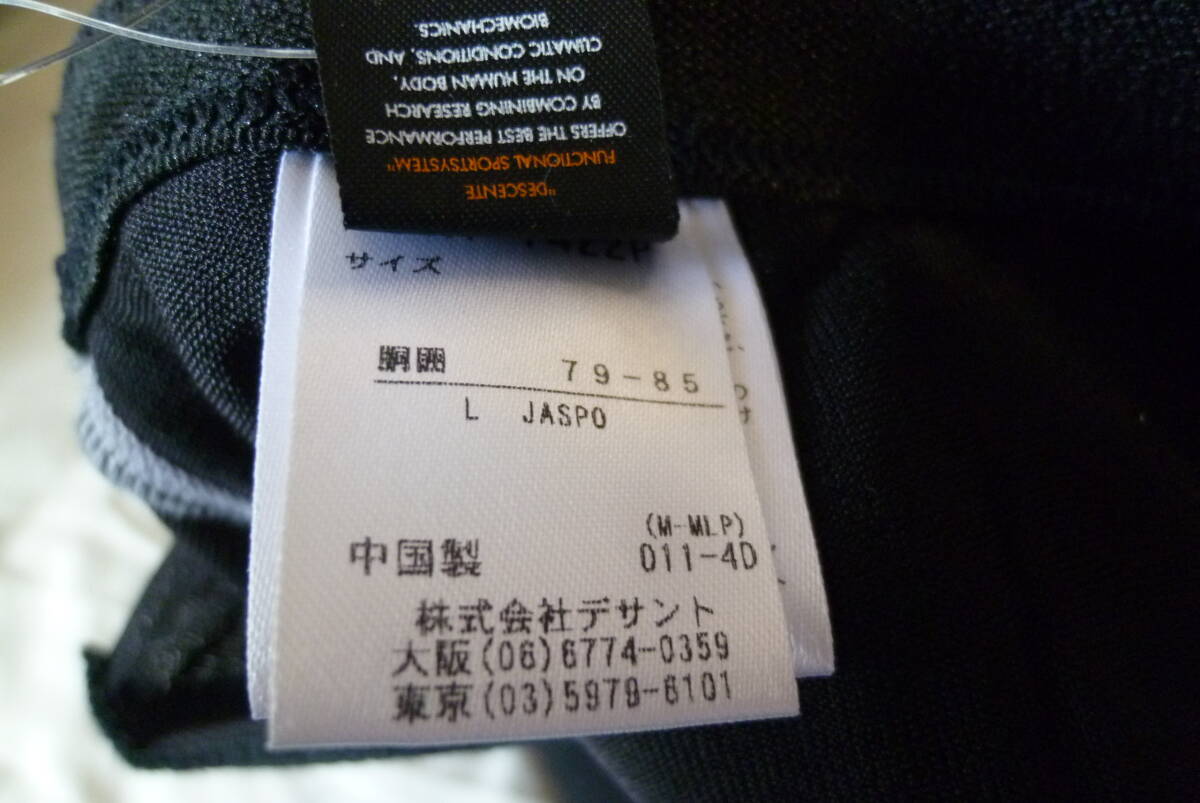 "DESCENTE
FUNCTIONAL SPORTSYSTEM"
OFFERS THE BEST PERFORMANCE
BY COMBINING RESEARCH
ON THE HUMAN BODY,
CLIMATIC CONDITIONS, AND
BIOMECHANICS.
サイズ
胴囲 79-85
L JASPO
(M-MLP)
中国製 011-4D
株式会社デサント
大阪(06)6774-0359
東京(03)5979-6101